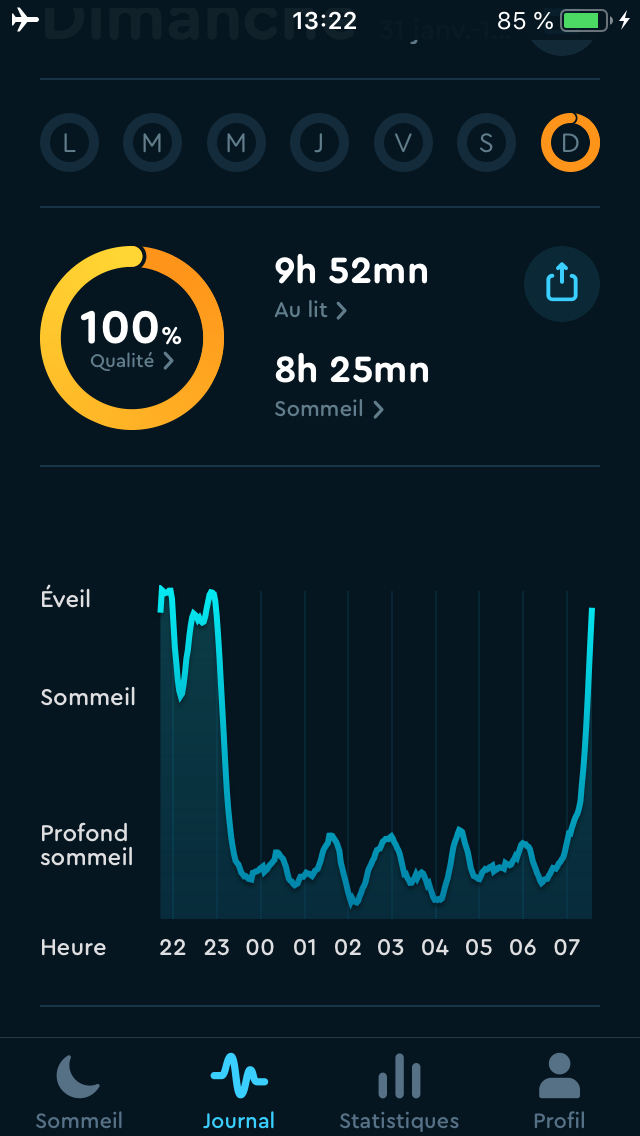 13:22
85 %
Dimanche
31 janv.-1...
L M M J V S D
9h 52mn
Au lit
100%
Qualité
8h 25mn
Sommeil
Éveil
Sommeil
Profond
sommeil
Heure 22 23 00 01 02 03 04 05 06 07
Sommeil Journal Statistiques Profil